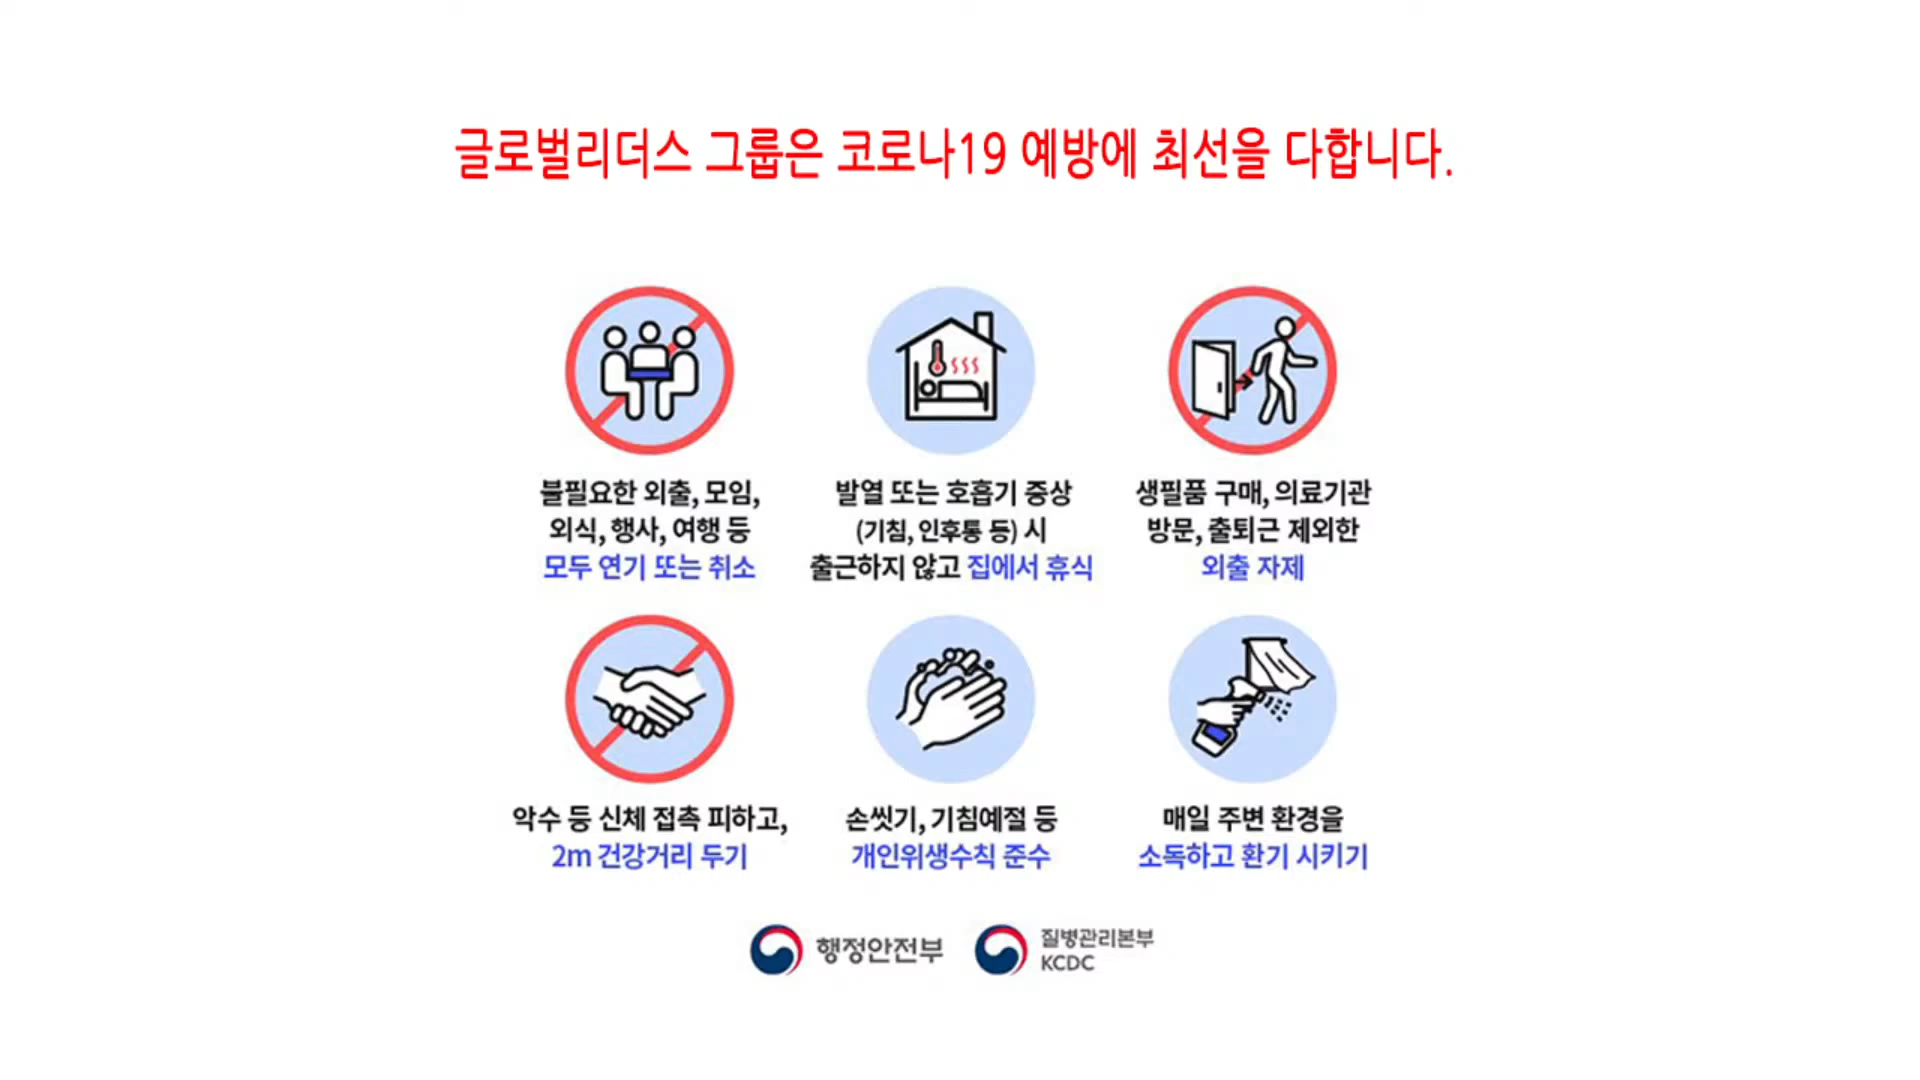 글로벌리더스 그룹은 코로나19 예방에 최선을 다합니다.
불필요한 외출, 모임,
외식, 행사, 여행 등
모두 연기 또는 취소
발열 또는 호흡기 증상
(기침, 인후통 등) 시
출근하지 않고 집에서 휴식
생필품 구매, 의료기관
방문, 출퇴근 제외한
외출 자제
악수 등 신체 접촉 피하고,
2m 건강거리 두기
손씻기, 기침예절 등
개인위생수칙 준수
매일 주변 환경을
소독하고 환기 시키기
행정안전부
질병관리본부
KCDC